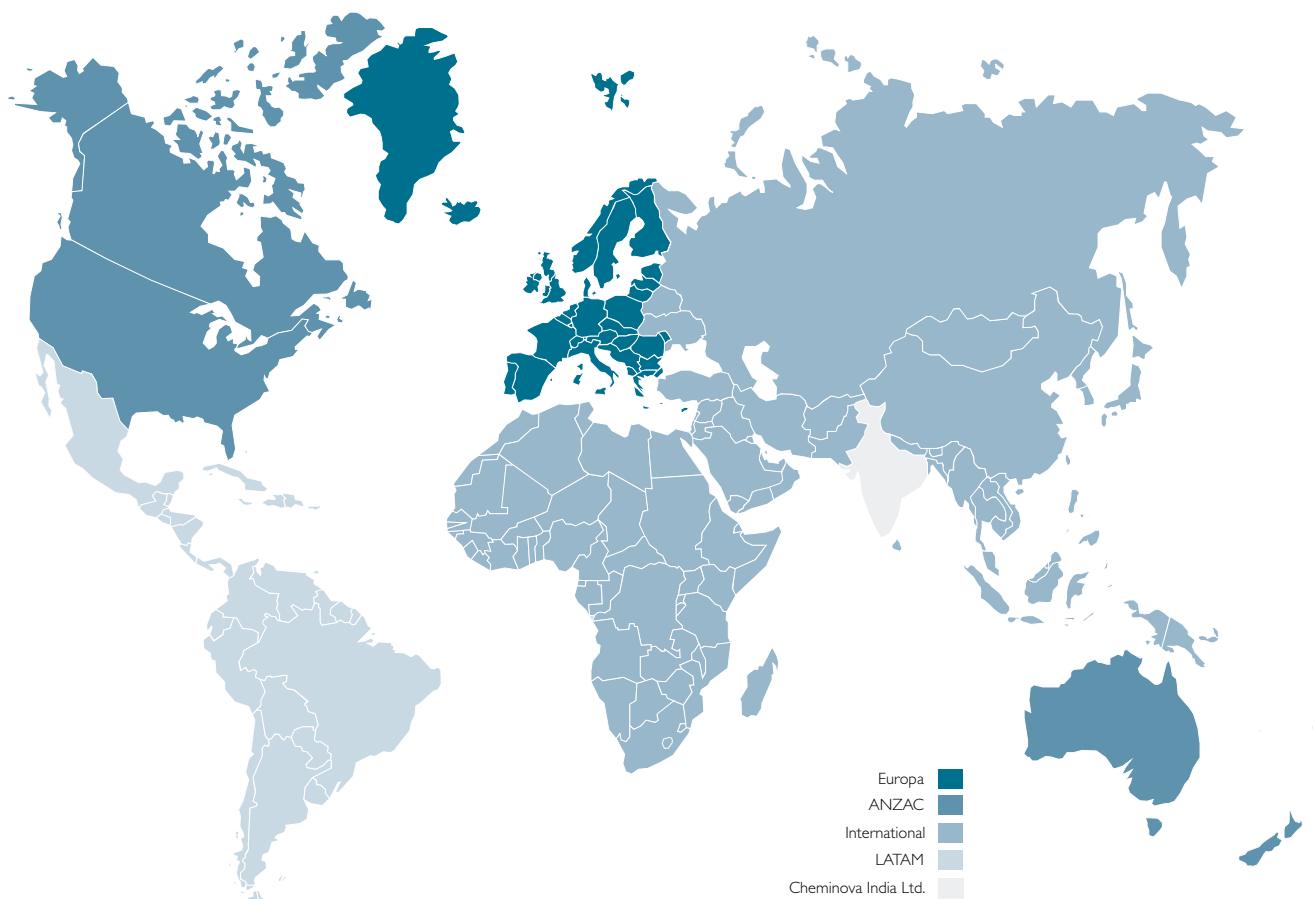 Europa
ANZAC
International
LATAM
Cheminova India Ltd.